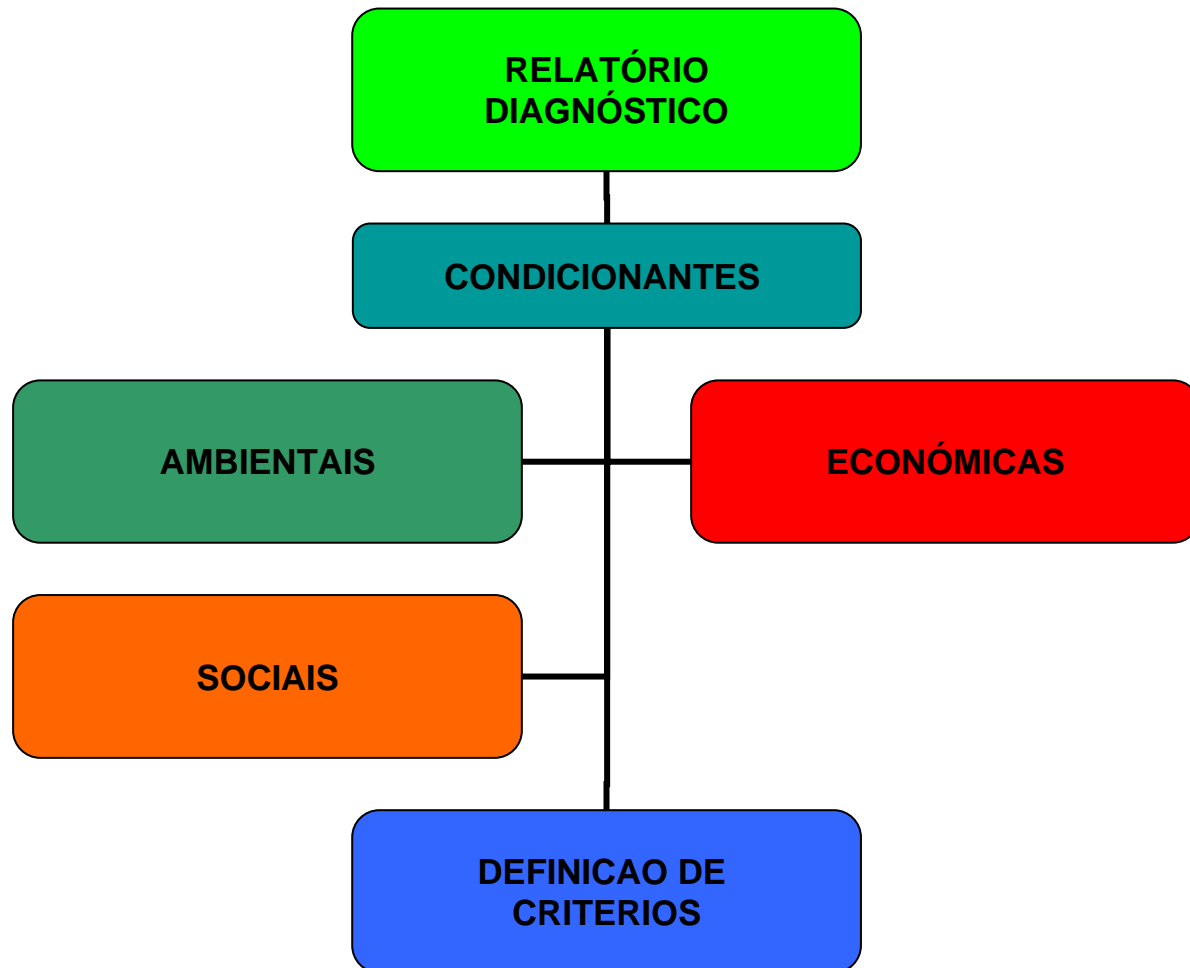 RELATÓRIO
DIAGNÓSTICO
CONDICIONANTES
AMBIENTAIS
ECONÓMICAS
SOCIAIS
DEFINICAO DE
CRITERIOS